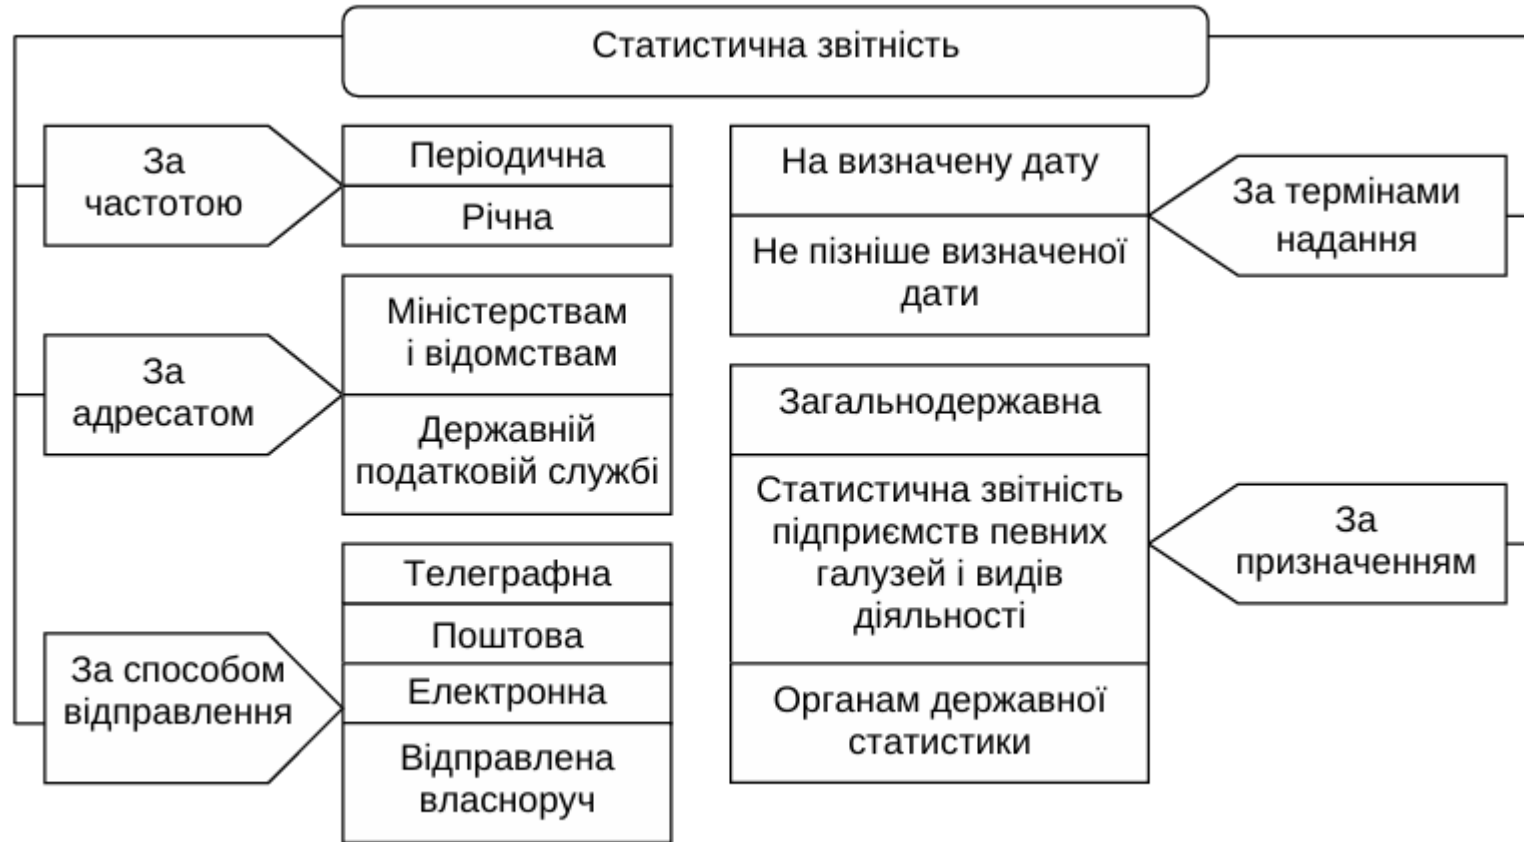 Статистична звітність
За
частотою
Періодична
Річна
За
адресатом
Міністерствам
і відомствам
Державній
податковій службі
За способом
відправлення
Телеграфна
Поштова
Електронна
Відправлена
власноруч
На визначену дату
Не пізніше визначеної
дати
За термінами
надання
Загальнодержавна
Статистична звітність
підприємств певних
галузей і видів
діяльності
Органам державної
статистики
За
призначенням